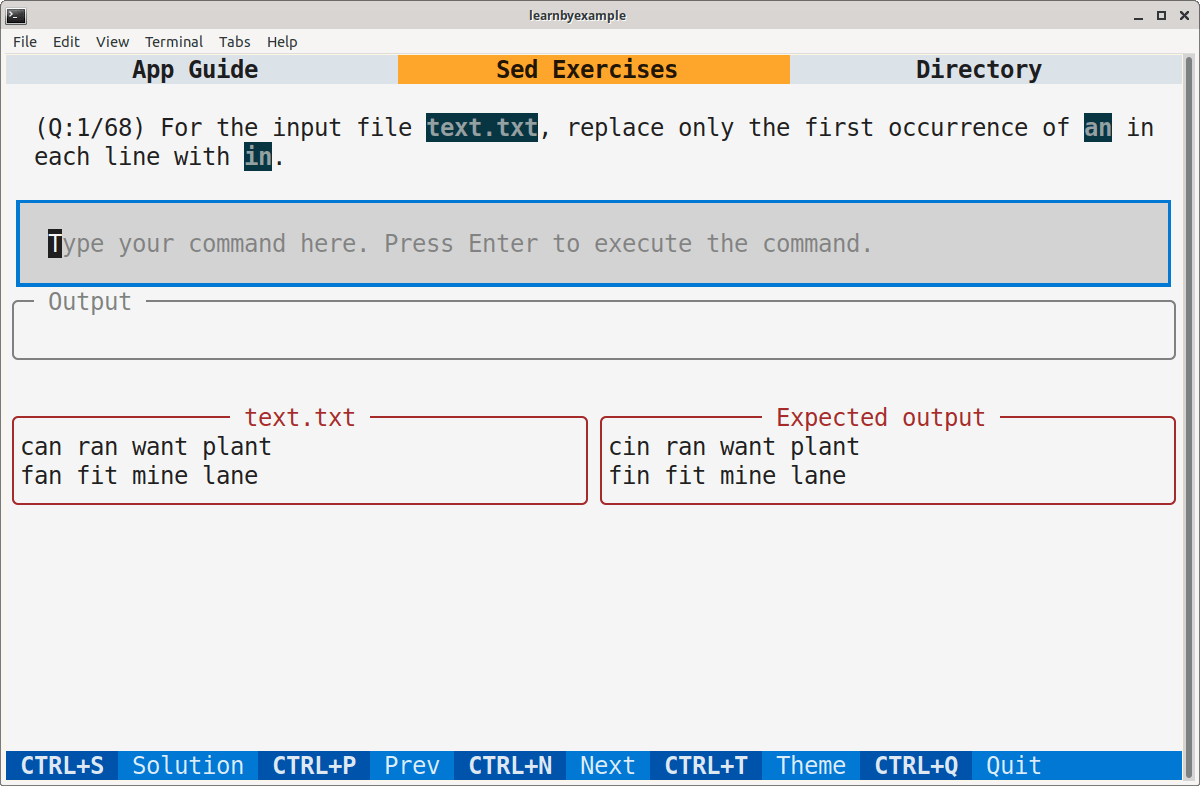 learnbyexample
File Edit View Terminal Tabs Help
App Guide Sed Exercises Directory
(Q:1/68) For the input file text.txt, replace only the first occurrence of an in
each line with in.
Type your command here. Press Enter to execute the command.
Output
text.txt
can ran want plant
fan fit mine lane
Expected output
cin ran want plant
fin fit mine lane
CTRL+S Solution CTRL+P Prev CTRL+N Next CTRL+T Theme CTRL+Q Quit